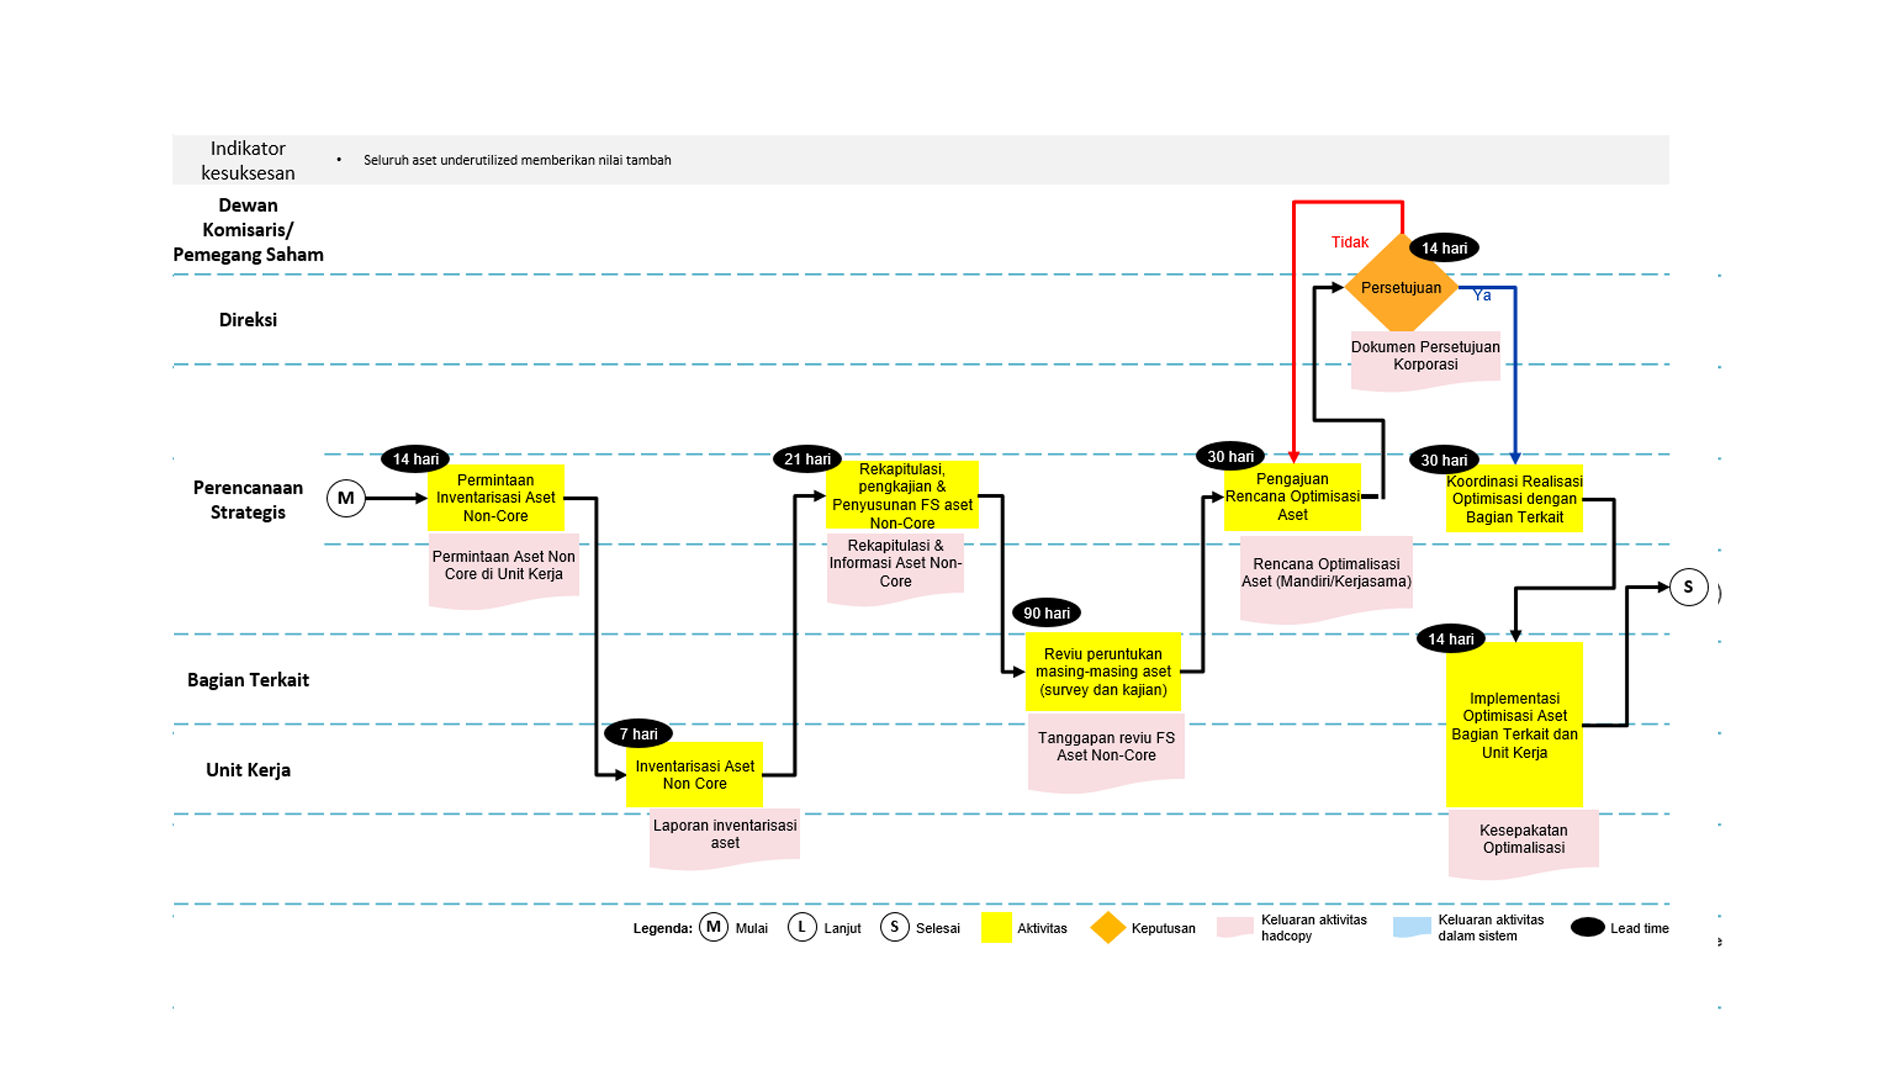 Indikator
kesuksesan
• Seluruh aset underutilized memberikan nilai tambah
Dewan
Komisaris/
Pemegang Saham
Tidak
14 hari
Persetujuan
Ya
Direksi
Dokumen Persetujuan
Korporasi
Perencanaan
Strategis
M
14 hari
Permintaan
Inventarisasi Aset
Non-Core
Permintaan Aset Non
Core di Unit Kerja
21 hari
Rekapitulasi,
pengkajian &
Penyusunan FS aset
Non-Core
Rekapitulasi &
Informasi Aset Non-
Core
30 hari
Pengajuan
Rencana Optimisasi
Aset
Rencana Optimalisasi
Aset (Mandiri/Kerjasama)
30 hari
Koordinasi Realisasi
Optimisasi dengan
Bagian Terkait
S
Bagian Terkait
90 hari
Reviu peruntukan
masing-masing aset
(survey dan kajian)
Tanggapan reviu FS
Aset Non-Core
14 hari
Implementasi
Optimisasi Aset
Bagian Terkait dan
Unit Kerja
Kesepakatan
Optimalisasi
Unit Kerja
7 hari
Inventarisasi Aset
Non Core
Laporan inventarisasi
aset
Legenda: M Mulai L Lanjut S Selesai Aktivitas Keputusan Keluaran aktivitas
hadcopy
Keluaran aktivitas
dalam sistem
Lead time